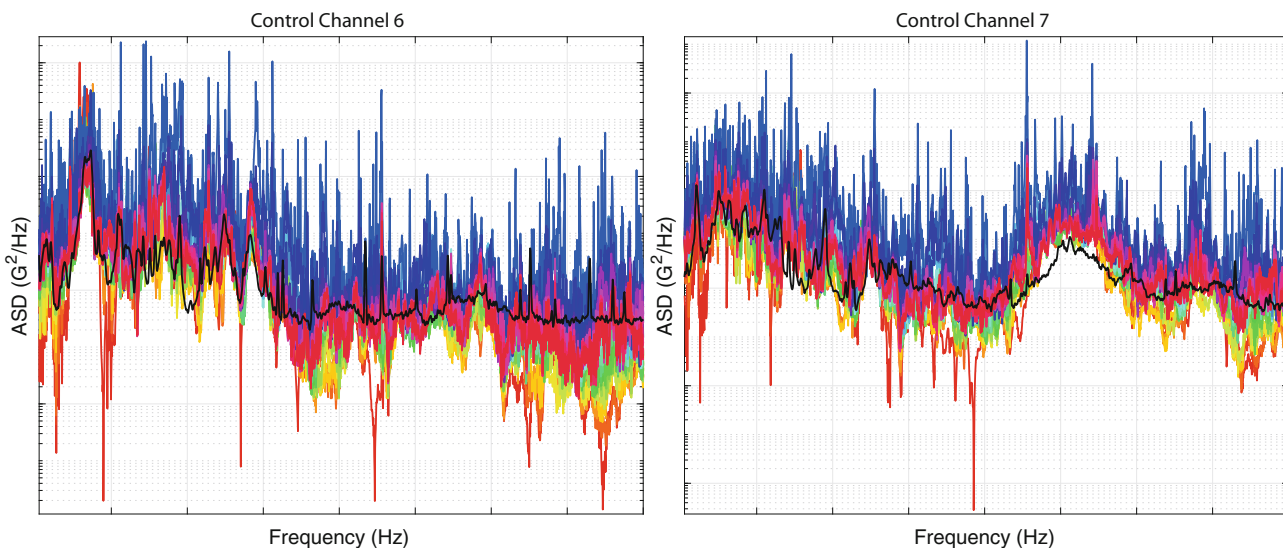 Control Channel 6
Control Channel 7
ASD (G²/Hz)
ASD (G²/Hz)
Frequency (Hz)
Frequency (Hz)